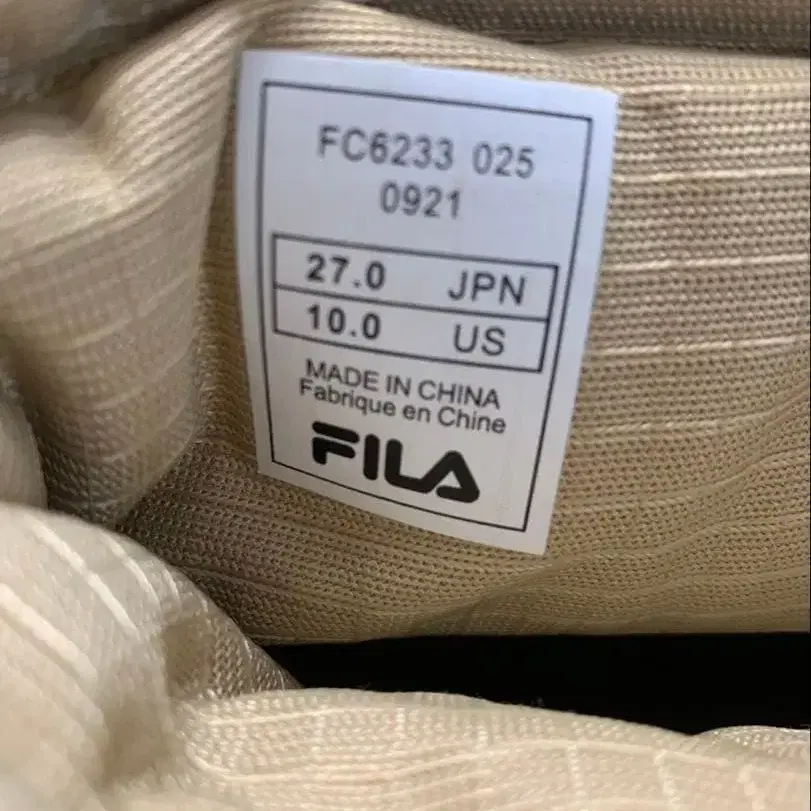 FC6233 025
0921
27.0 JPN
10.0 US
MADE IN CHINA
Fabrique en Chine
FILA